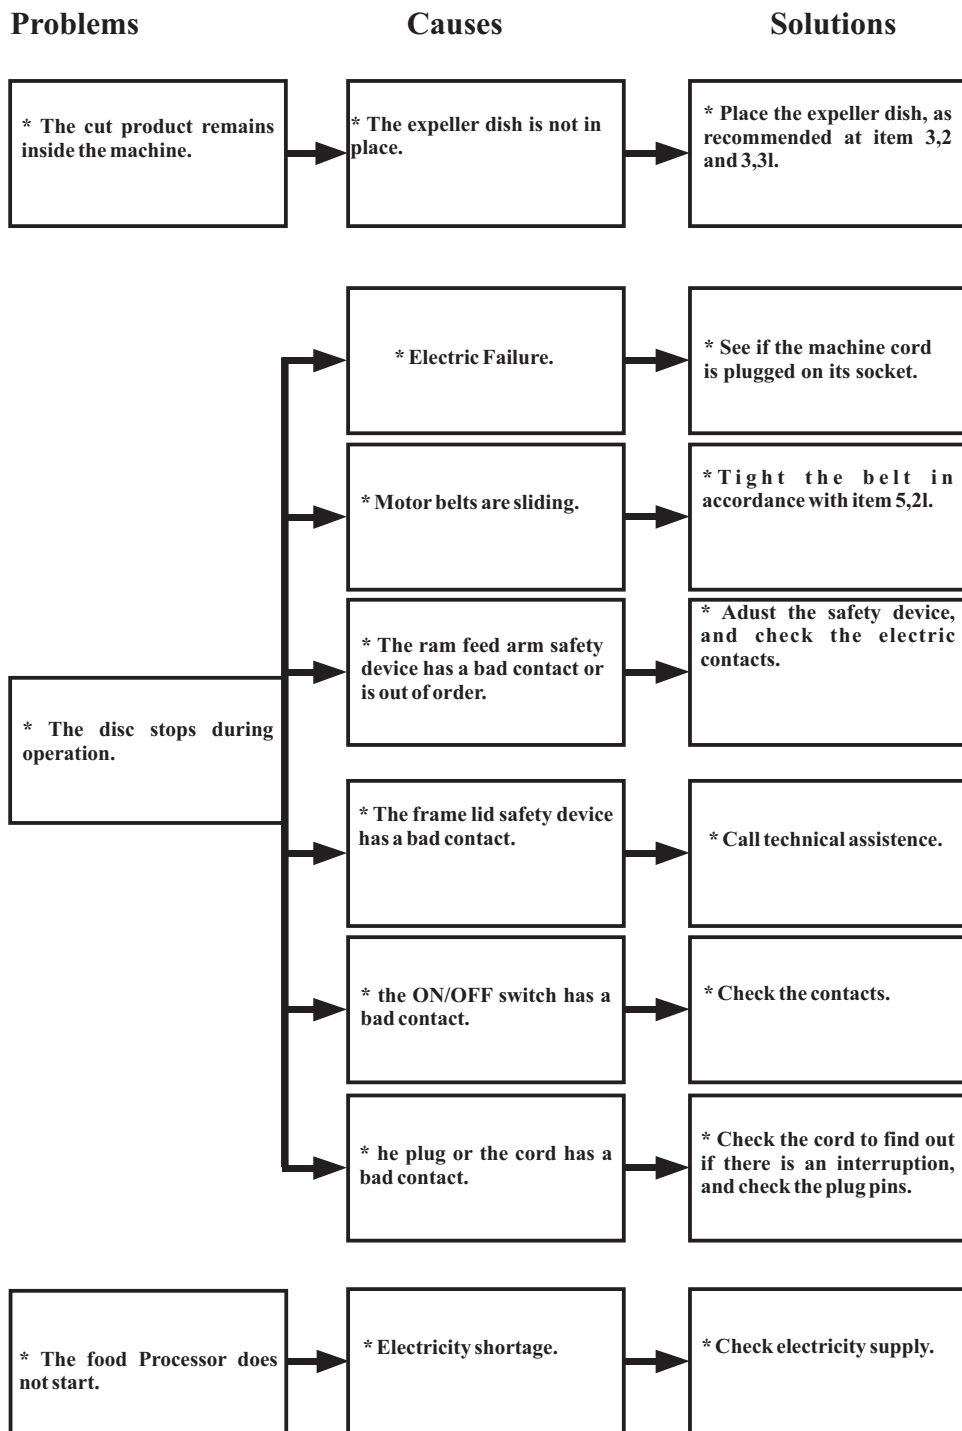 Problems
Causes
Solutions
* The cut product remains
inside the machine.
* The expeller dish is not in
place.
* Place the expeller dish, as
recommended at item 3,2
and 3,3l.
* The disc stops during
operation.
* Electric Failure.
* See if the machine cord
is plugged on its socket.
* Motor belts are sliding.
* Tight the belt in
accordance with item 5,2l.
* The ram feed arm safety
device has a bad contact or
is out of order.
* Adust the safety device,
and check the electric
contacts.
* The frame lid safety device
has a bad contact.
* Call technical assistence.
* the ON/OFF switch has a
bad contact.
* Check the contacts.
* he plug or the cord has a
bad contact.
* Check the cord to find out
if there is an interruption,
and check the plug pins.
* The food Processor does
not start.
* Electricity shortage.
* Check electricity supply.